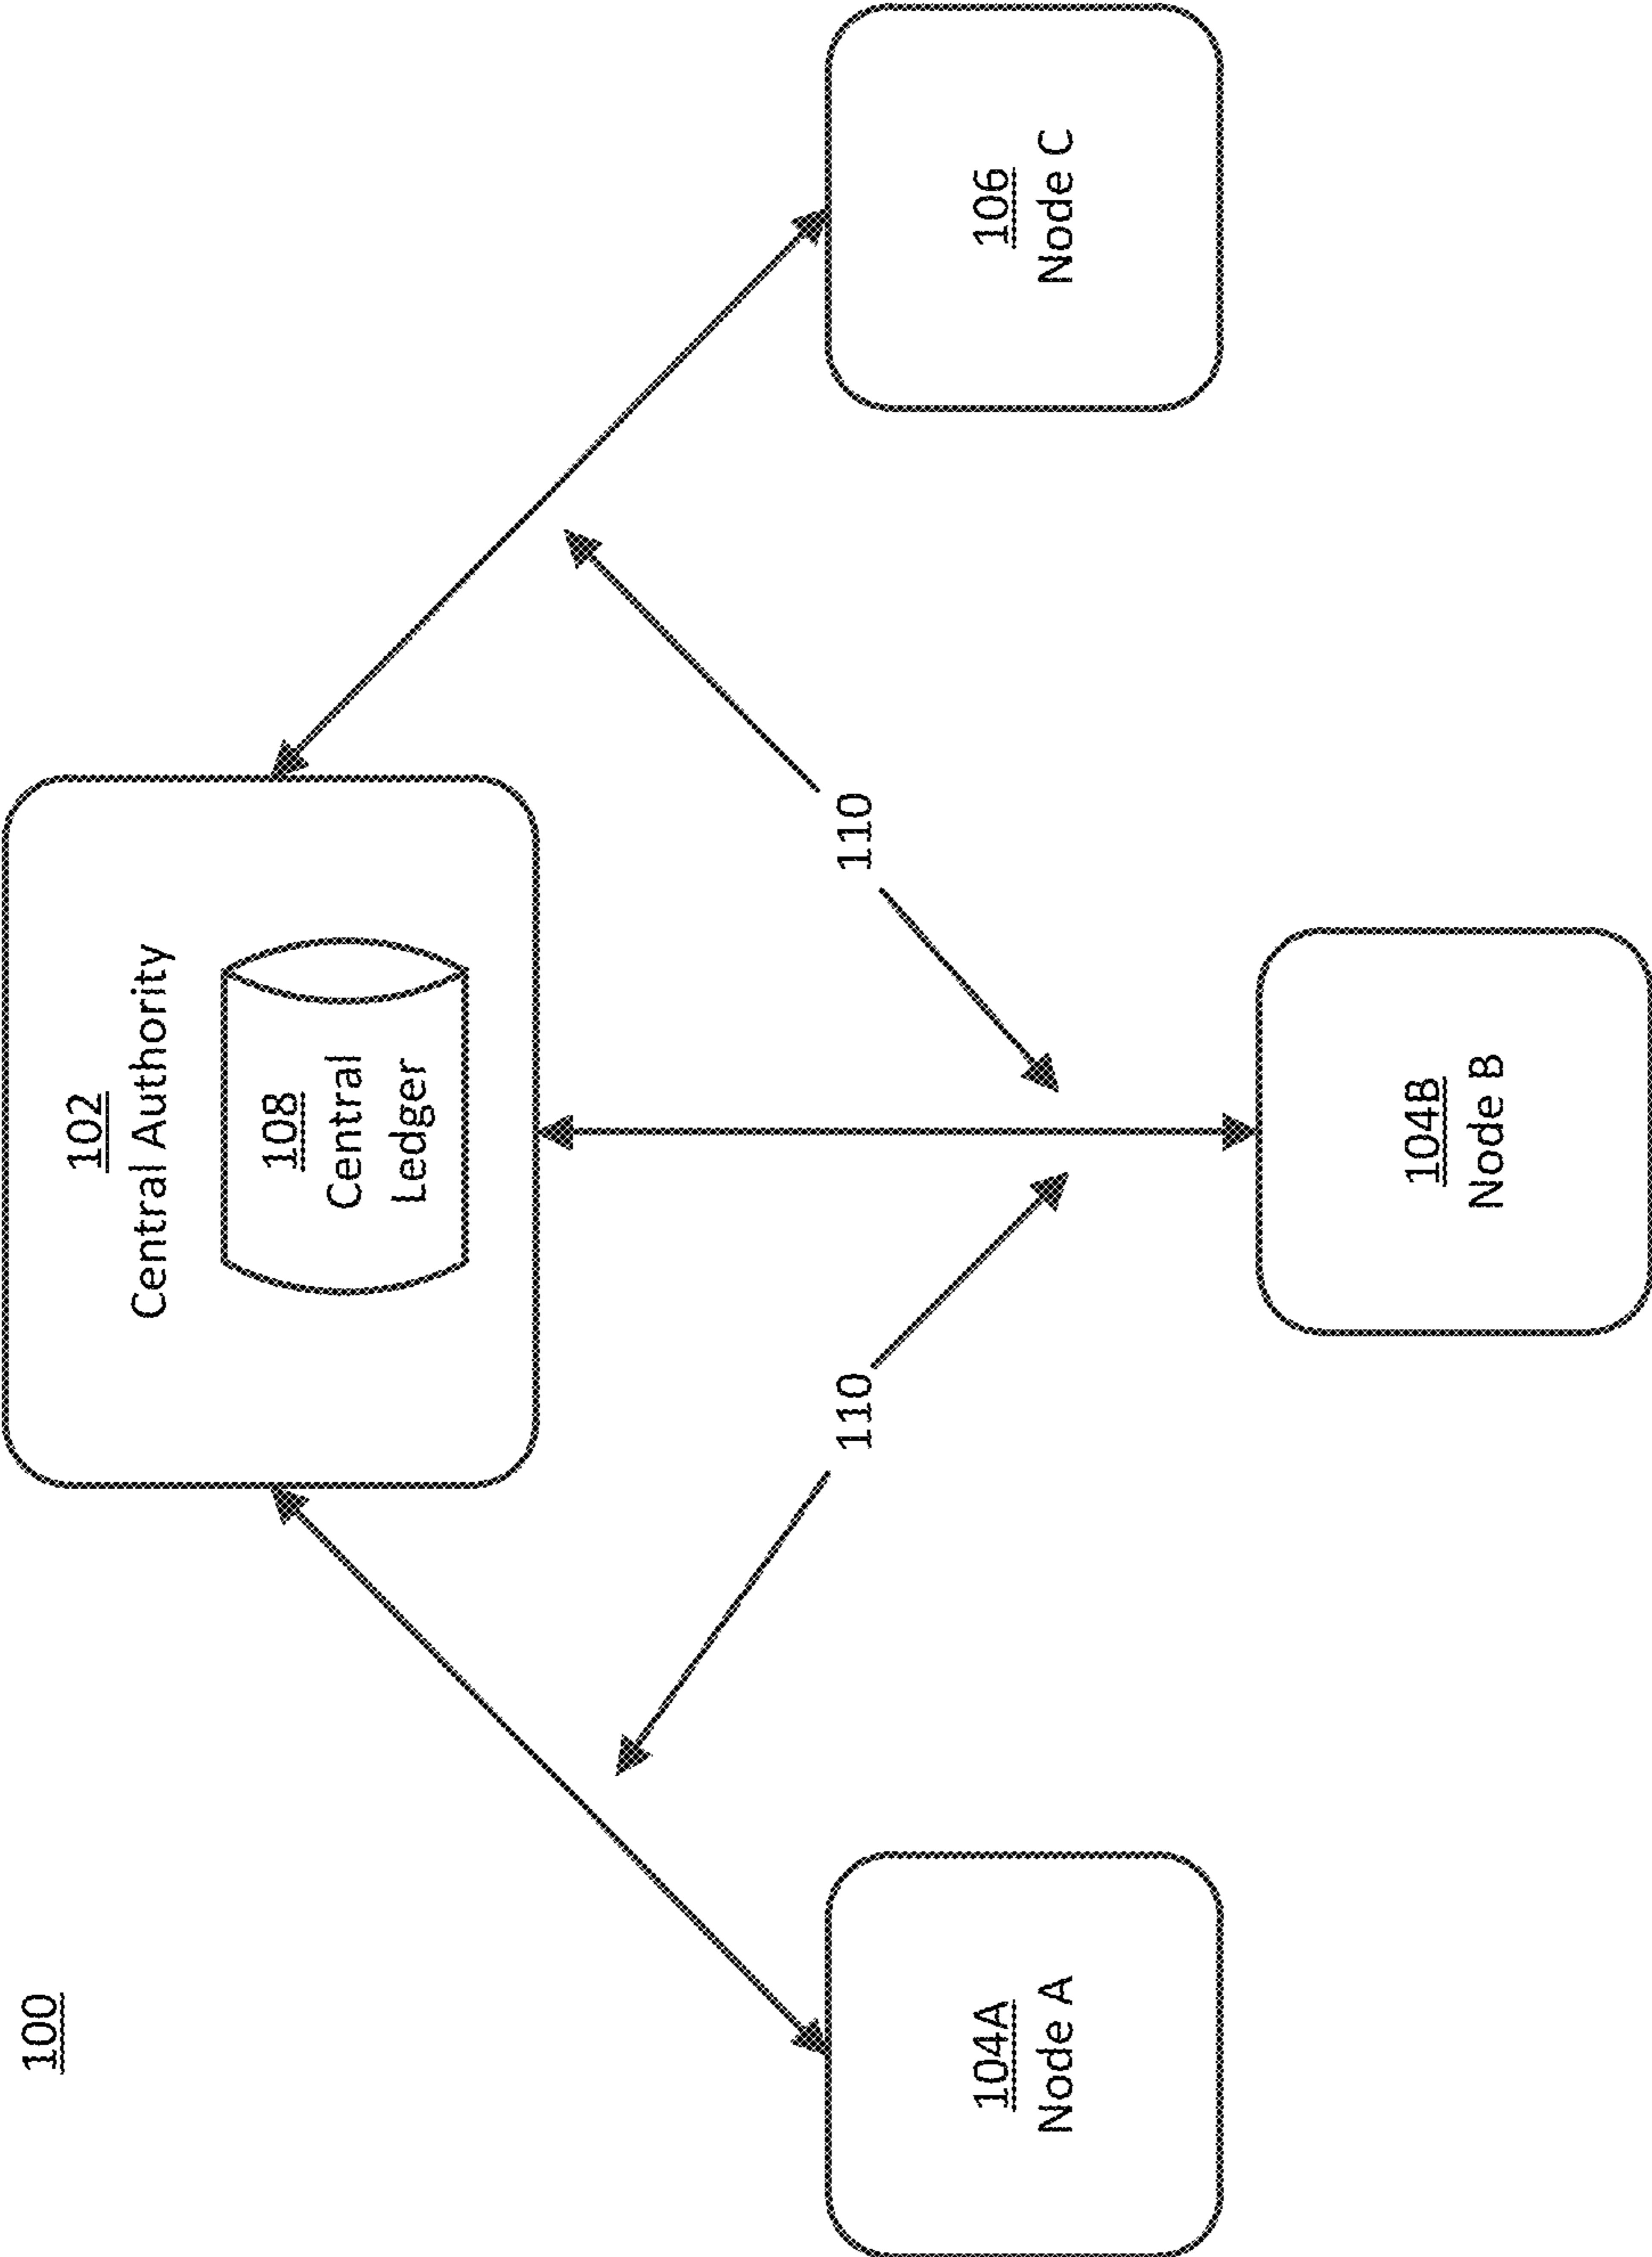 100
102
Central Authority
108
Central
Ledger
110
110
104A
Node A
104B
Node B
106
Node C